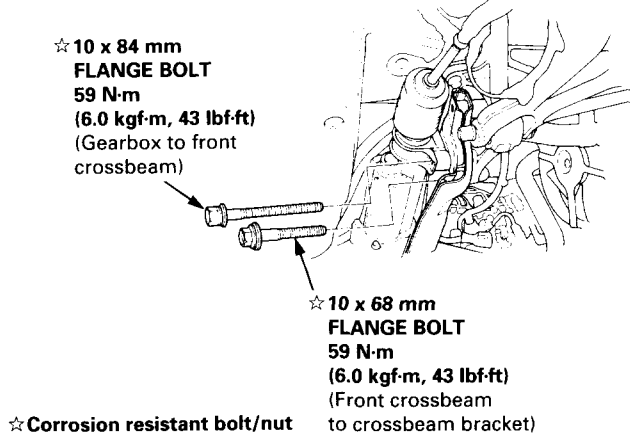 ☆ 10 x 84 mm
FLANGE BOLT
59 N·m
(6.0 kgf·m, 43 lbf·ft)
(Gearbox to front
crossbeam)
☆ 10 x 68 mm
FLANGE BOLT
59 N·m
(6.0 kgf·m, 43 lbf·ft)
(Front crossbeam
to crossbeam bracket)
☆ Corrosion resistant bolt/nut